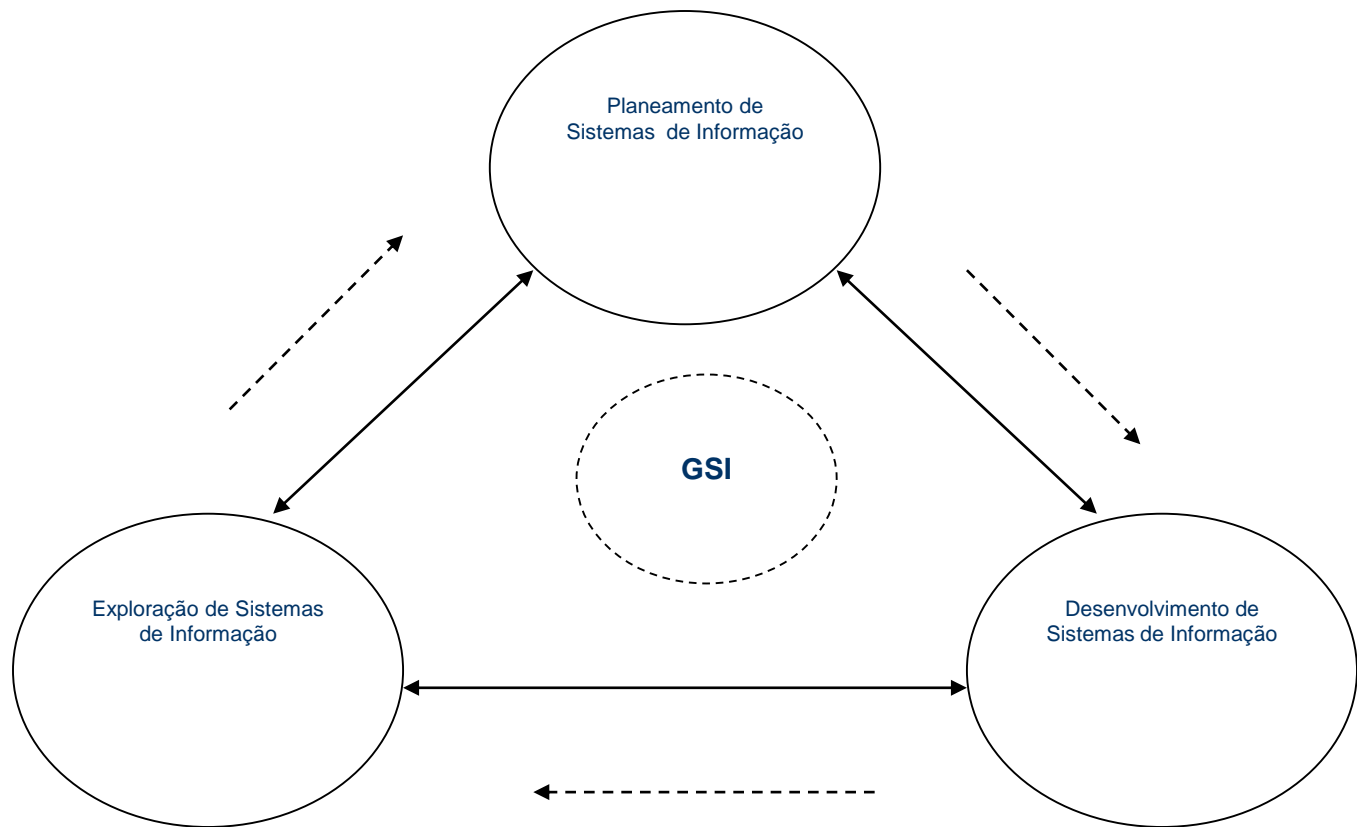 Planeamento de
Sistemas de Informação
GSI
Exploração de Sistemas
de Informação
Desenvolvimento de
Sistemas de Informação